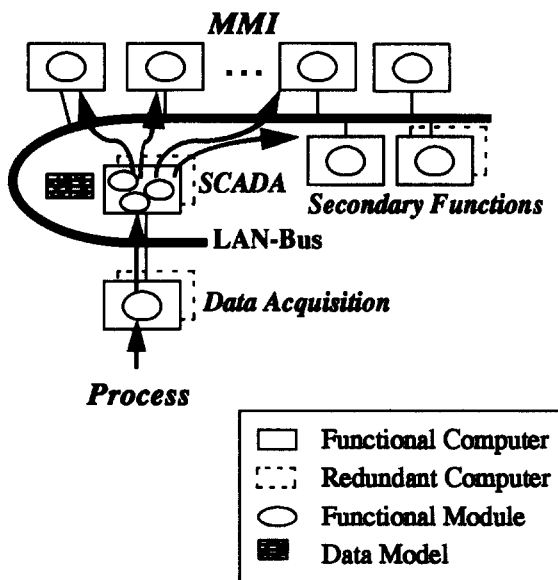 MMI
...
SCADA
Secondary Functions
LAN-Bus
Data Acquisition
Process
Functional Computer
Redundant Computer
Functional Module
Data Model